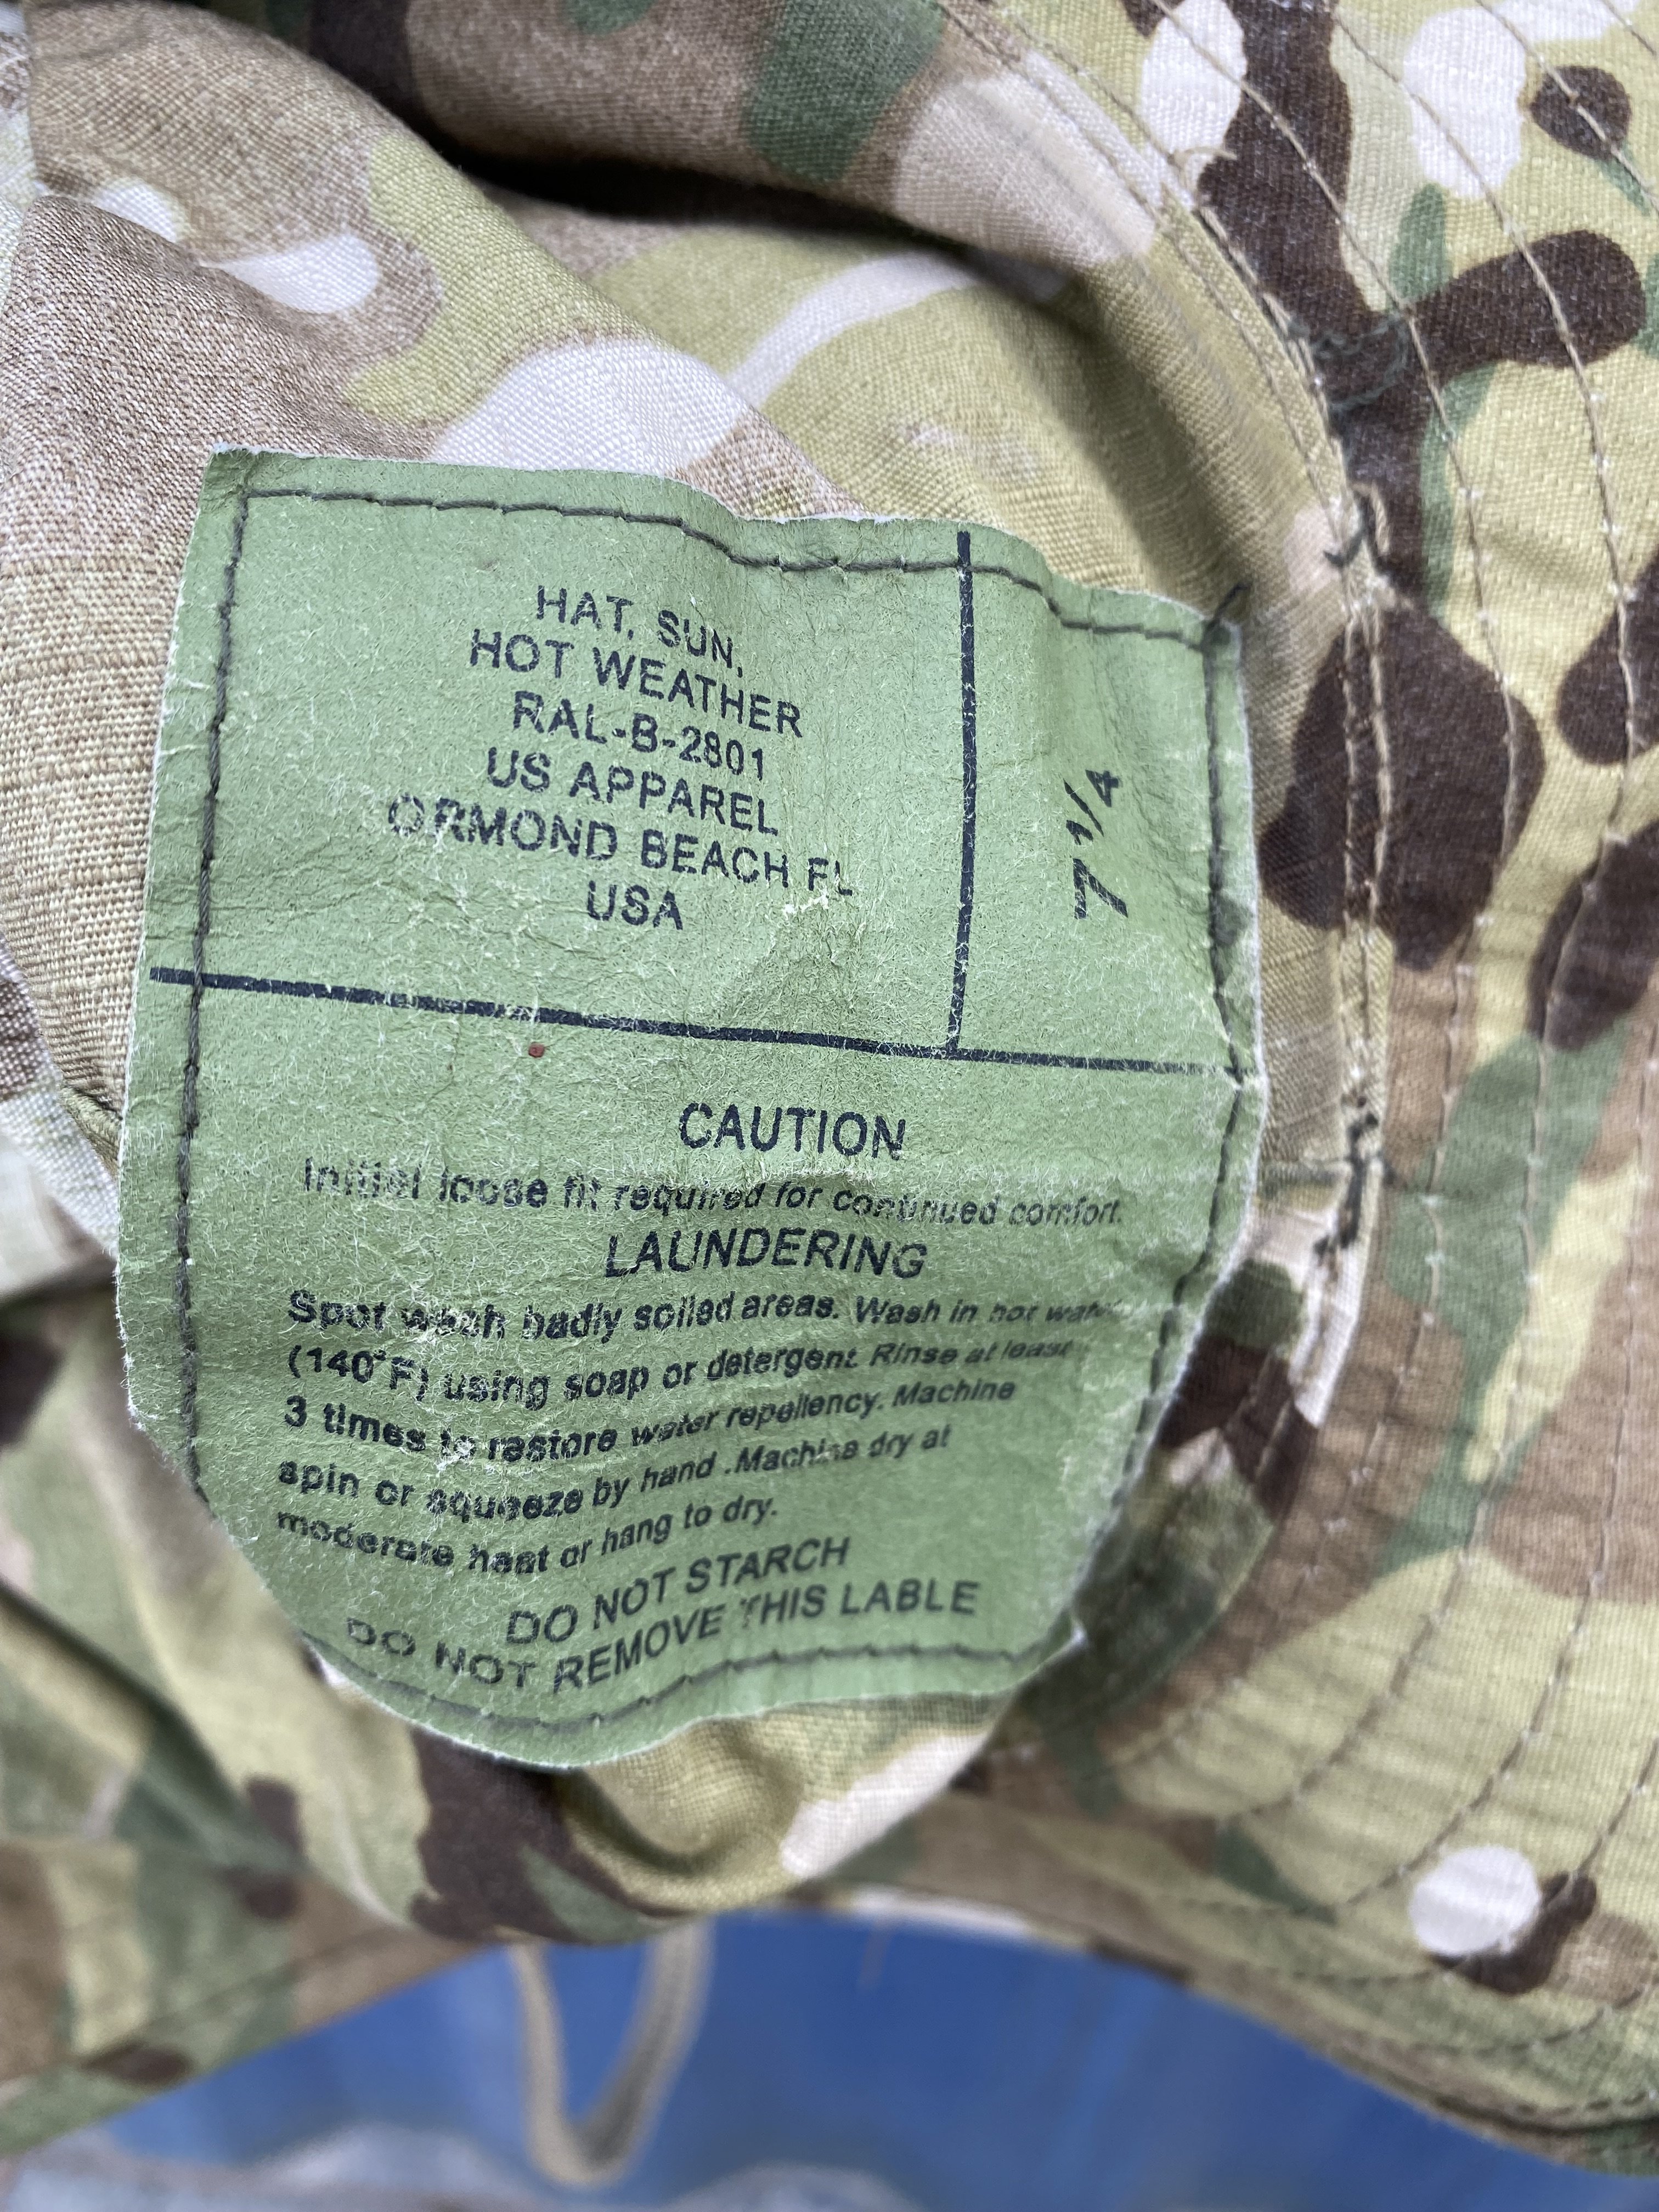 HAT, SUN,
HOT WEATHER
RAL-B-2801
US APPAREL
ORMOND BEACH FL
USA
7 1/4
CAUTION
Initial loose fit required for continued comfort.
LAUNDERING
Spot wash badly soiled areas. Wash in hot water
(140°F) using soap or detergent. Rinse at least
3 times to restore water repellency. Machine
spin or squeeze by hand .Machine dry at
moderate heat or hang to dry.
DO NOT STARCH
DO NOT REMOVE THIS LABLE